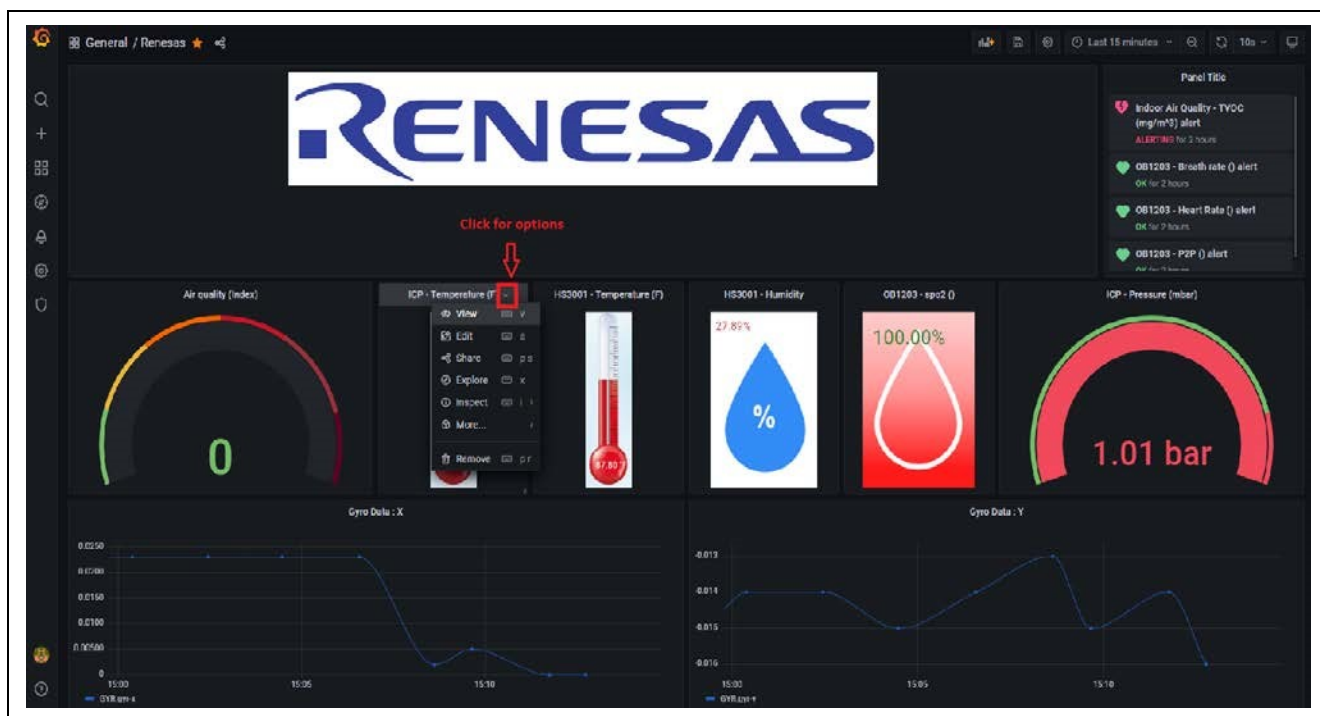 General / Renesas
Last 15 minutes
10s
RENESAS
Panel Title
Indoor Air Quality - TVOC
(mg/m^3) alert
ALERTING for 2 hours
OB1203 - Breath rate () alert
OK for 2 hours
OB1203 - Heart Rate () alert
OK for 2 hours
OB1203 - P2P () alert
Click for options
Air quality (Index)
ICP - Temperature (F)
HS3001 - Temperature (F)
HS3001 - Humidity
OB1203 - spo2 ()
ICP - Pressure (mbar)
View v
Edit e
Share p s
Explore x
Inspect i
More...
Remove p r
0
27.89%
%
100.00%
1.01 bar
Gyro Data : X
Gyro Data : Y
0.0250
0.0200
0.0150
0.0100
0.00500
0
15:00
15:05
15:10
-0.013
-0.014
-0.015
-0.016
15:00
15:05
15:10